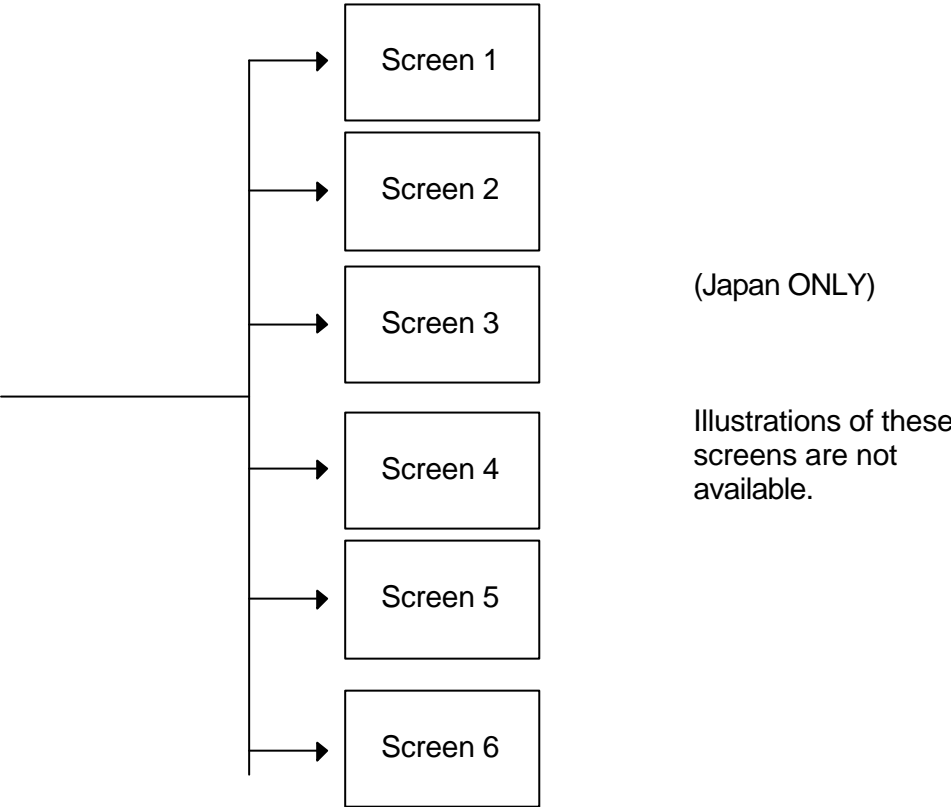 Screen 1
Screen 2
(Japan ONLY)
Screen 3
Illustrations of these
screens are not
available.
Screen 4
Screen 5
Screen 6